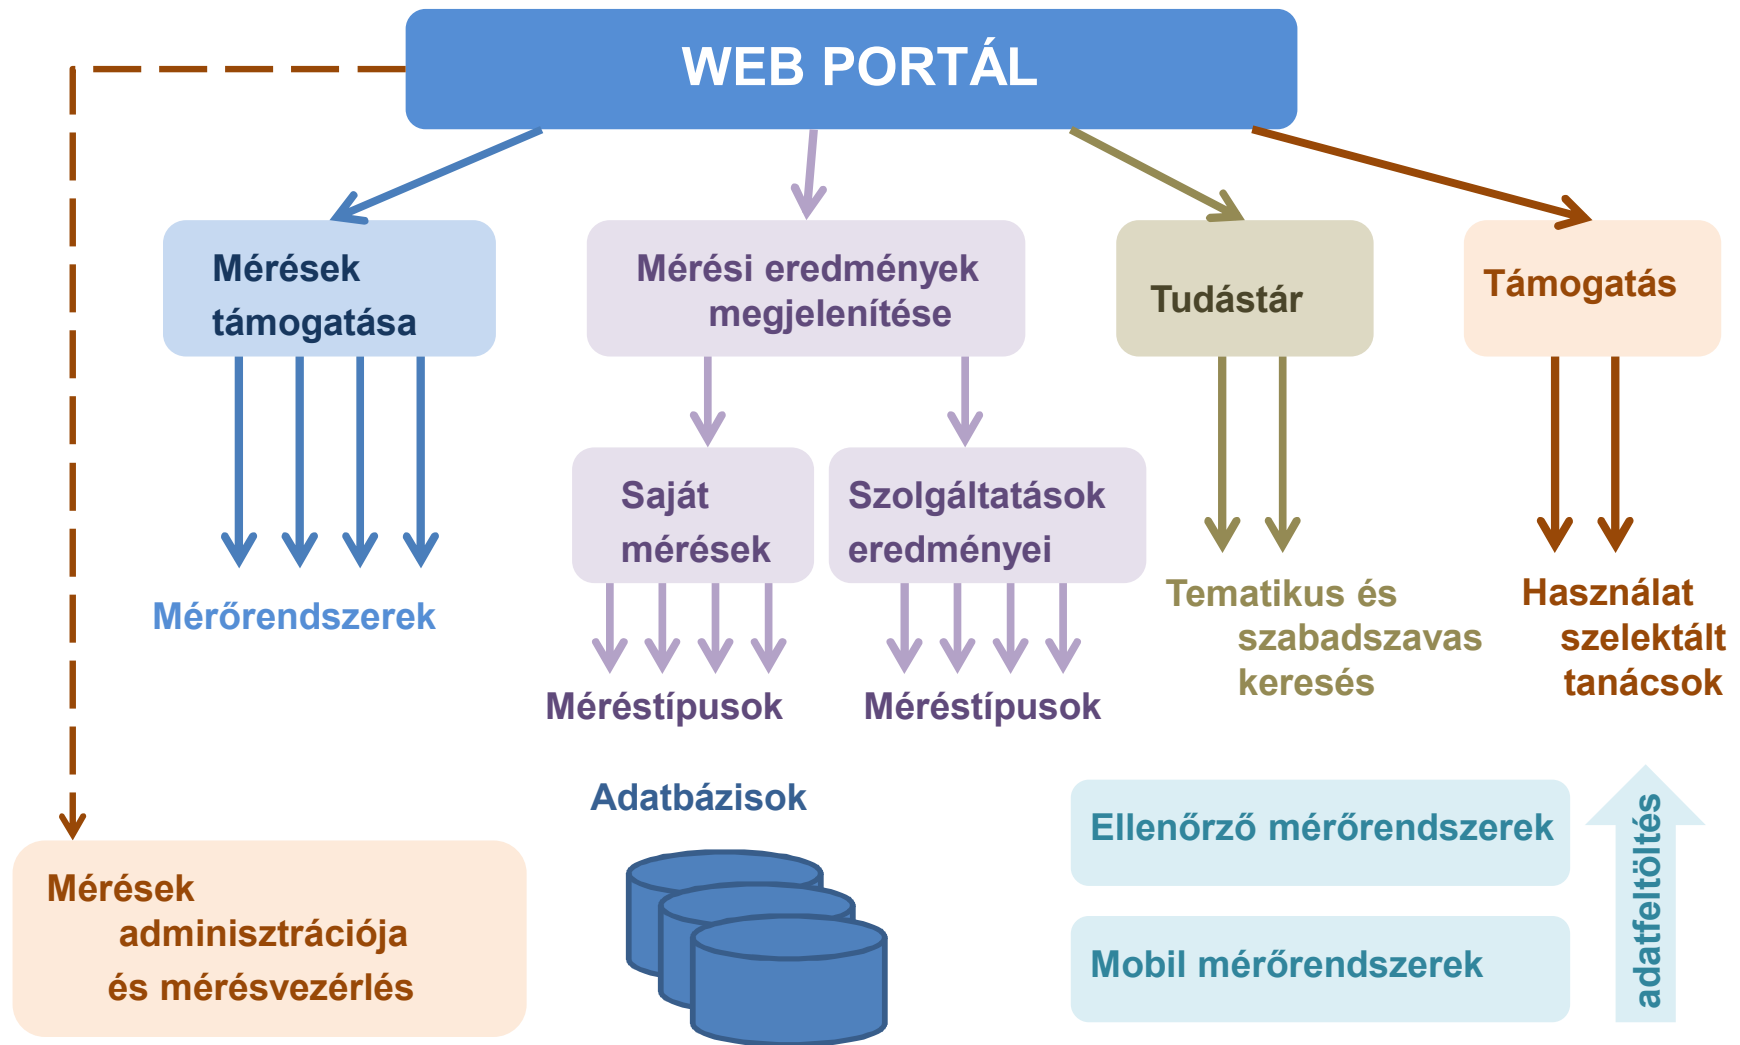 WEB PORTÁL
Mérések
támogatása
Mérési eredmények
megjelenítése
Tudástár
Támogatás
Saját
mérések
Szolgáltatások
eredményei
Mérőrendszerek
Méréstípusok
Méréstípusok
Tematikus és
szabadszavas
keresés
Használat
szelektált
tanácsok
Adatbázisok
Ellenőrző mérőrendszerek
Mobil mérőrendszerek
adatfeltöltés
Mérések
adminisztrációja
és mérésvezérlés